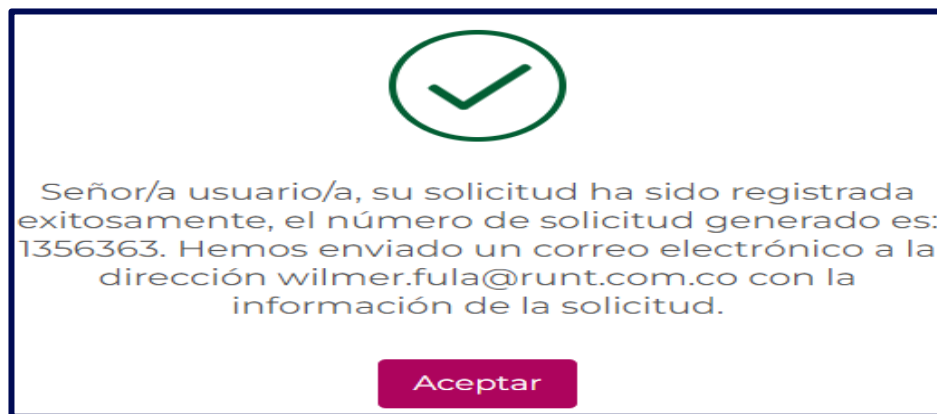 Señor/a usuario/a, su solicitud ha sido registrada
exitosamente, el número de solicitud generado es:
1356363. Hemos enviado un correo electrónico a la
dirección wilmer.fula@runt.com.co con la
información de la solicitud.
Aceptar